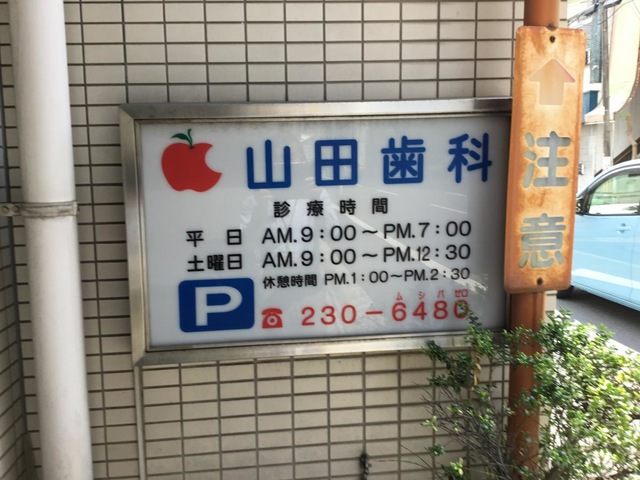 山田歯科
診療時間
平日 AM.9:00～PM.7:00
土曜日 AM.9:00～PM.12:30
休憩時間 PM.1:00～PM.2:30
ムシバゼロ
P ☎ 230-6480
注意